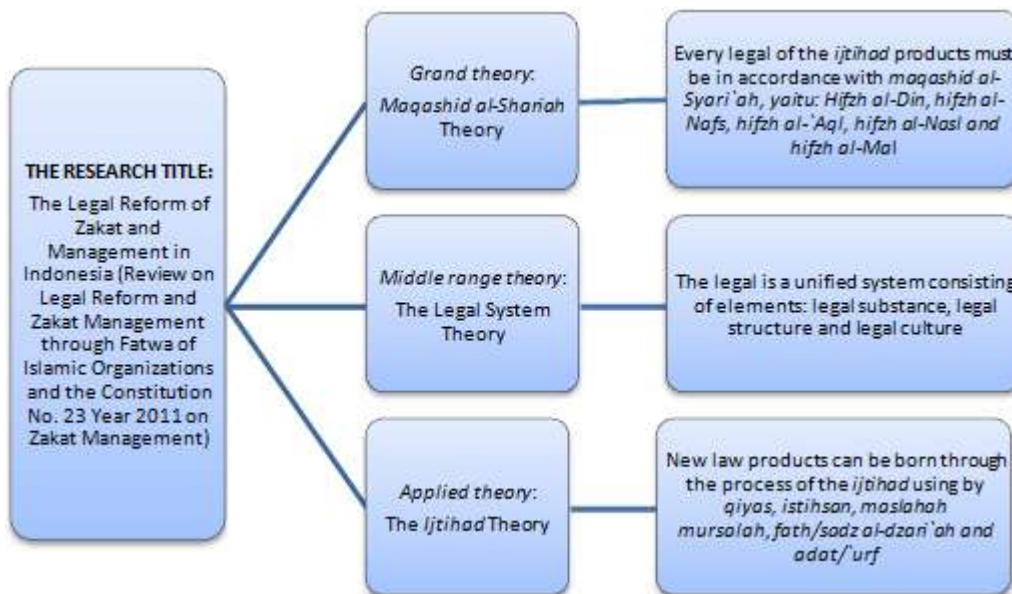 THE RESEARCH TITLE:
The Legal Reform of
Zakat and
Management in
Indonesia (Review on
Legal Reform and
Zakat Management
through Fatwa of
Islamic Organizations
and the Constitution
No. 23 Year 2011 on
Zakat Management)
Grand theory:
Maqashid al-Shariah
Theory
Every legal of the ijtihad products must
be in accordance with maqashid al-
Syari`ah, yaitu: Hifzh al-Din, hifzh al-
Nafs, hifzh al-`Aql, hifzh al-Nasl and
hifzh al-Mal
Middle range theory:
The Legal System
Theory
The legal is a unified system consisting
of elements: legal substance, legal
structure and legal culture
Applied theory:
The Ijtihad Theory
New law products can be born through
the process of the ijtihad using by
qiyas, istihsan, maslahah
mursalah, fath/sadz al-dzari`ah and
adat/`urf